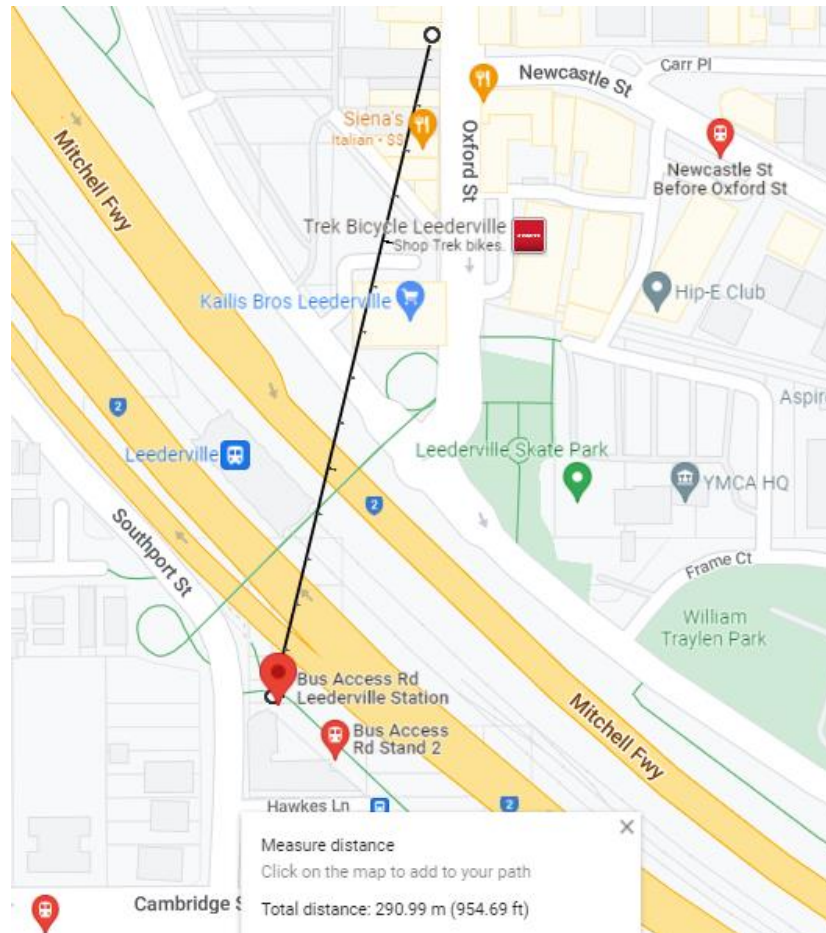 Carr Pl
Newcastle St
Siena's
Italian • $$
Oxford St
Mitchell Fwy
Newcastle St
Before Oxford St
Trek Bicycle Leederville
Shop Trek bikes.
Hip-E Club
Kailis Bros Leederville
2
Aspire
Leederville
Leederville Skate Park
YMCA HQ
2
Southport St
Frame Ct
William
Traylen Park
Bus Access Rd
Leederville Station
Mitchell Fwy
Bus Access
Rd Stand 2
Hawkes Ln
2
Measure distance
Click on the map to add to your path
Cambridge S
Total distance: 290.99 m (954.69 ft)